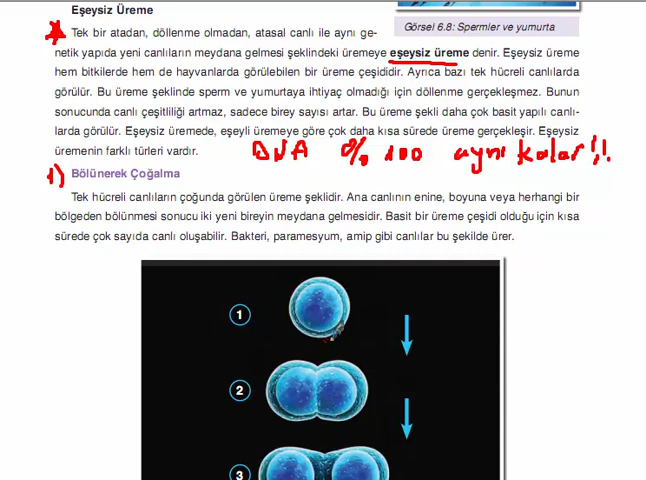 Eşeysiz Üreme
Görsel 6.8: Spermler ve yumurta
Tek bir atadan, döllenme olmadan, atasal canlı ile aynı ge-
netik yapıda yeni canlıların meydana gelmesi şeklindeki üremeye eşeysiz üreme denir. Eşeysiz üreme
hem bitkilerde hem de hayvanlarda görülebilen bir üreme çeşididir. Ayrıca bazı tek hücreli canlılarda
görülür. Bu üreme şeklinde sperm ve yumurtaya ihtiyaç olmadığı için döllenme gerçekleşmez. Bunun
sonucunda canlı çeşitliliği artmaz, sadece birey sayısı artar. Bu üreme şekli daha çok basit yapılı canlı-
larda görülür. Eşeysiz üremede, eşeyli üremeye göre çok daha kısa sürede üreme gerçekleşir. Eşeysiz
üremenin farklı türleri vardır.
DNA % 100 aynı kalır!!
1) Bölünerek Çoğalma
Tek hücreli canlıların çoğunda görülen üreme şeklidir. Ana canlının enine, boyuna veya herhangi bir
bölgeden bölünmesi sonucu iki yeni bireyin meydana gelmesidir. Basit bir üreme çeşidi olduğu için kısa
sürede çok sayıda canlı oluşabilir. Bakteri, paramesyum, amip gibi canlılar bu şekilde ürer.
1
2
3